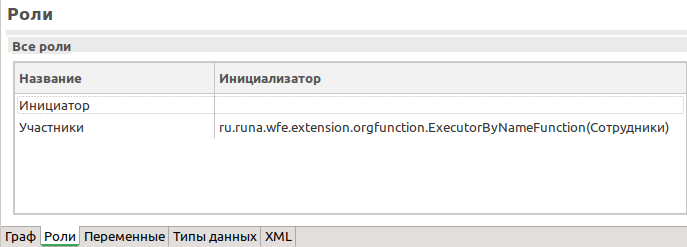 Роли
Все роли
Название Инициализатор
Инициатор
Участники ru.runa.wfe.extension.orgfunction.ExecutorByNameFunction(Сотрудники)
Граф Роли Переменные Типы данных XML